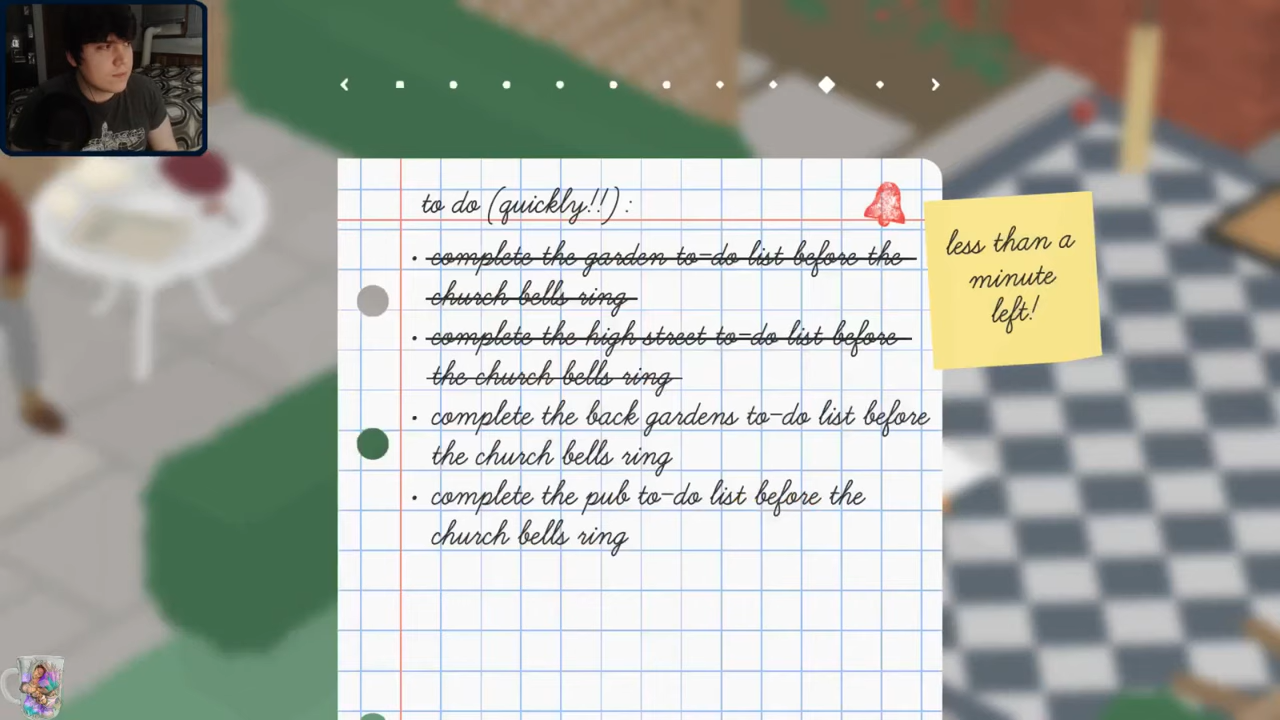 to do (quickly!!):
• complete the garden to-do list before the
church bells ring
• complete the high street to-do list before
the church bells ring
• complete the back gardens to-do list before
the church bells ring
• complete the pub to-do list before the
church bells ring
less than a
minute
left!